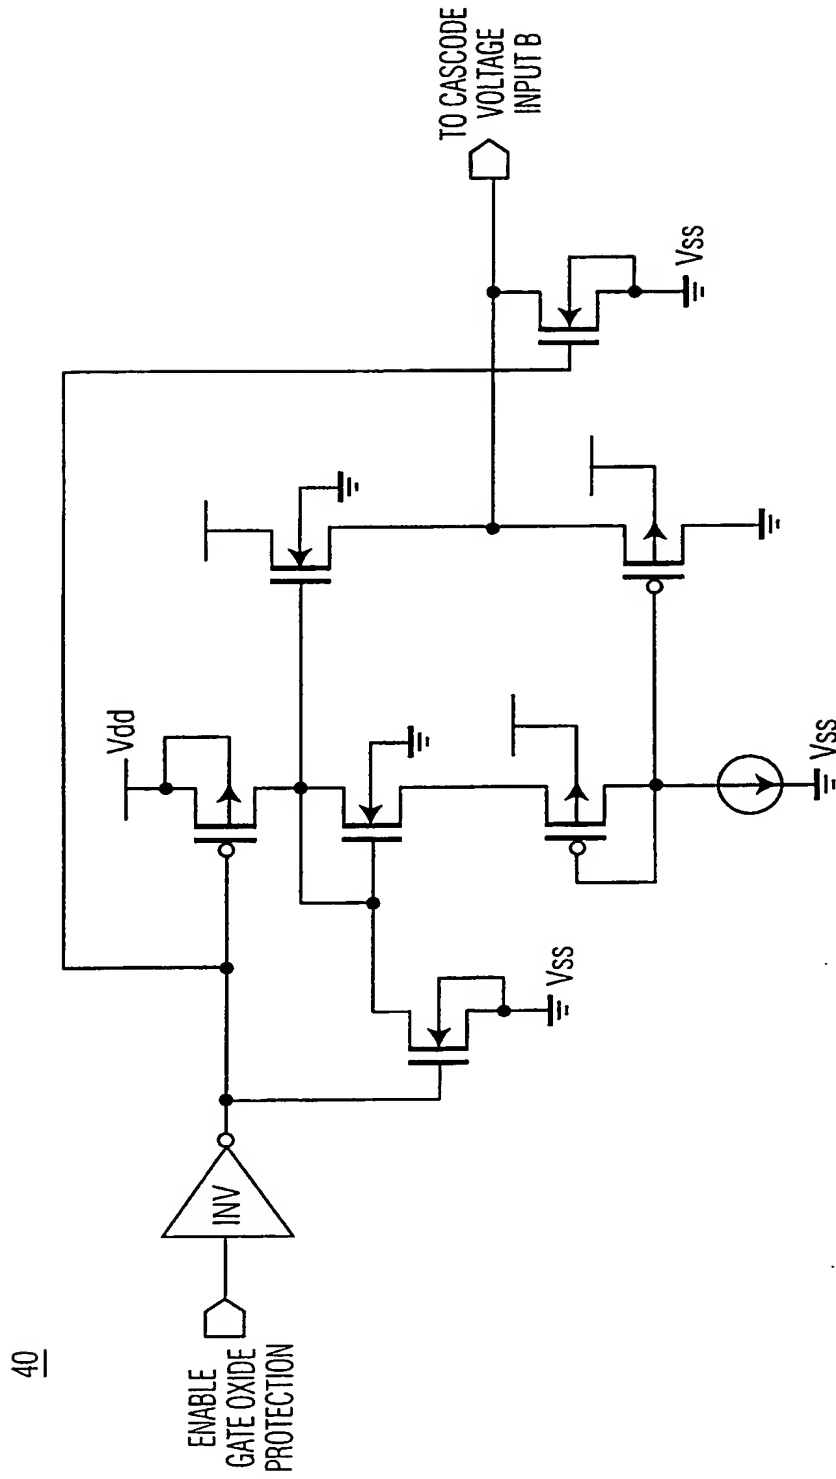 40
ENABLE
GATE OXIDE
PROTECTION
INV
Vdd
Vss
Vss
Vss
TO CASCODE
VOLTAGE
INPUT B